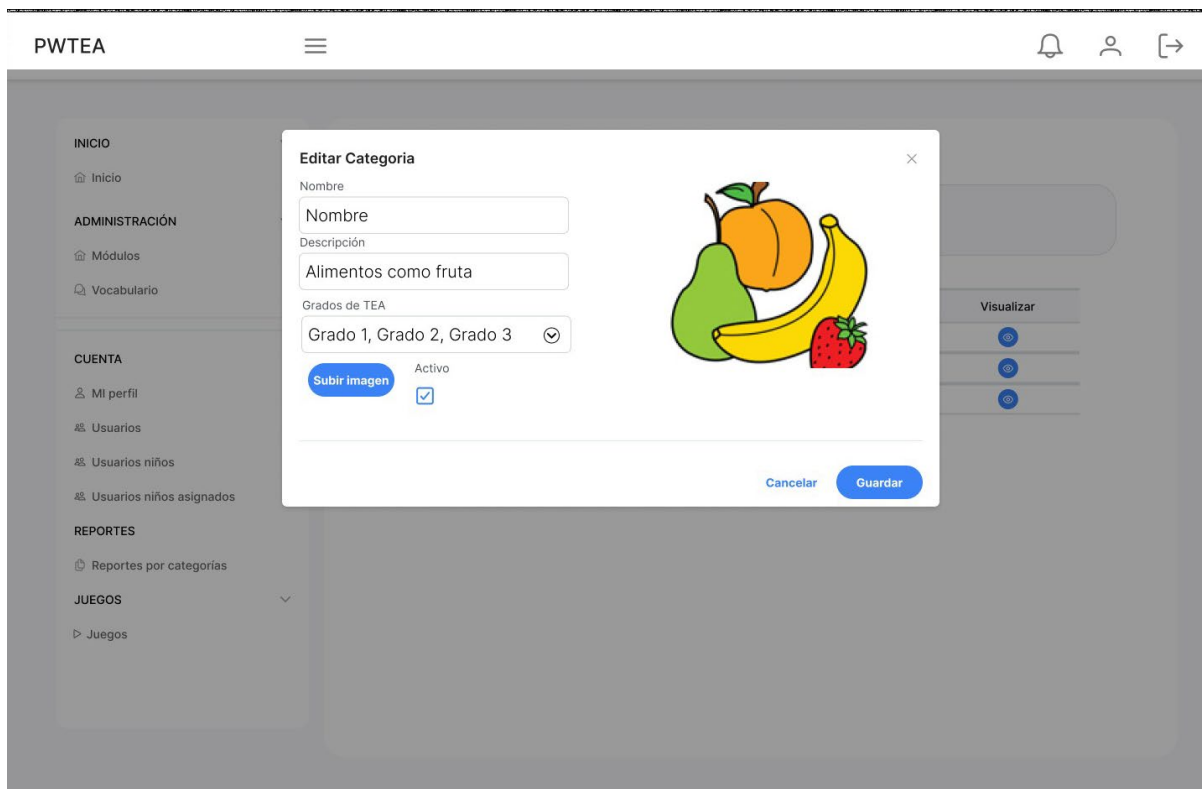 PWTEA
INICIO
Inicio
ADMINISTRACIÓN
Módulos
Vocabulario
CUENTA
MI perfil
Usuarios
Usuarios niños
Usuarios niños asignados
REPORTES
Reportes por categorías
JUEGOS
Juegos
Editar Categoria
Nombre
Nombre
Descripción
Alimentos como fruta
Grados de TEA
Grado 1, Grado 2, Grado 3
Subir imagen
Activo
Cancelar
Guardar
Visualizar